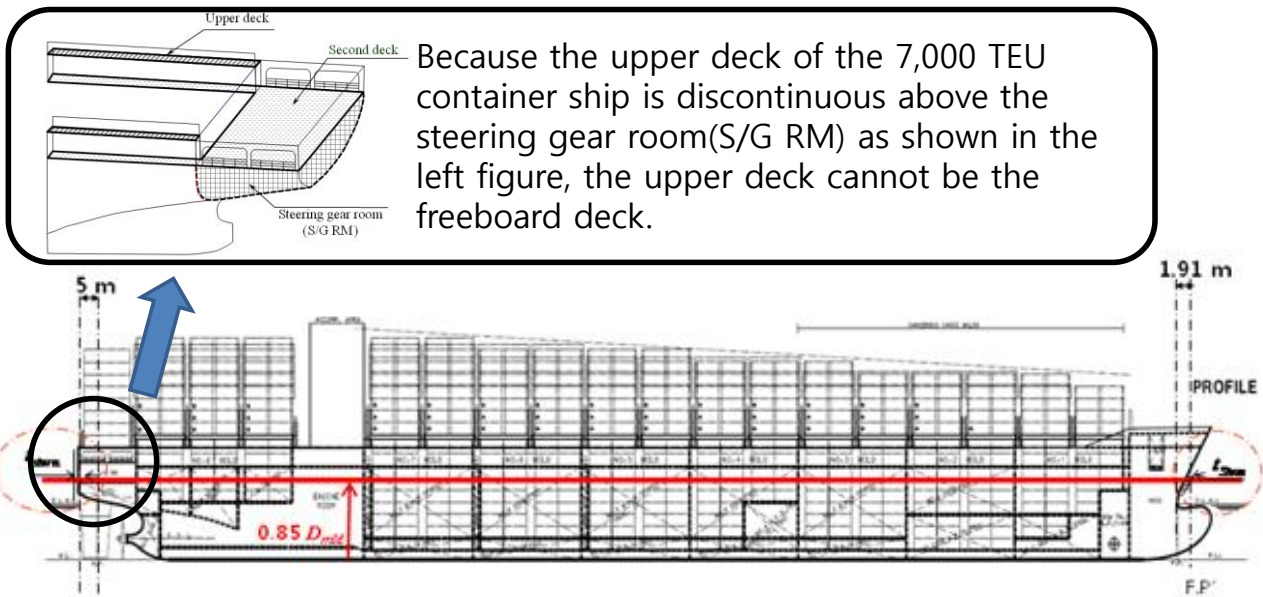 Upper deck
Second deck
Steering gear room
(S/G RM)
Because the upper deck of the 7,000 TEU
container ship is discontinuous above the
steering gear room(S/G RM) as shown in the
left figure, the upper deck cannot be the
freeboard deck.
5 m
1.91 m
PROFILE
0.85 D_mld
F.P'